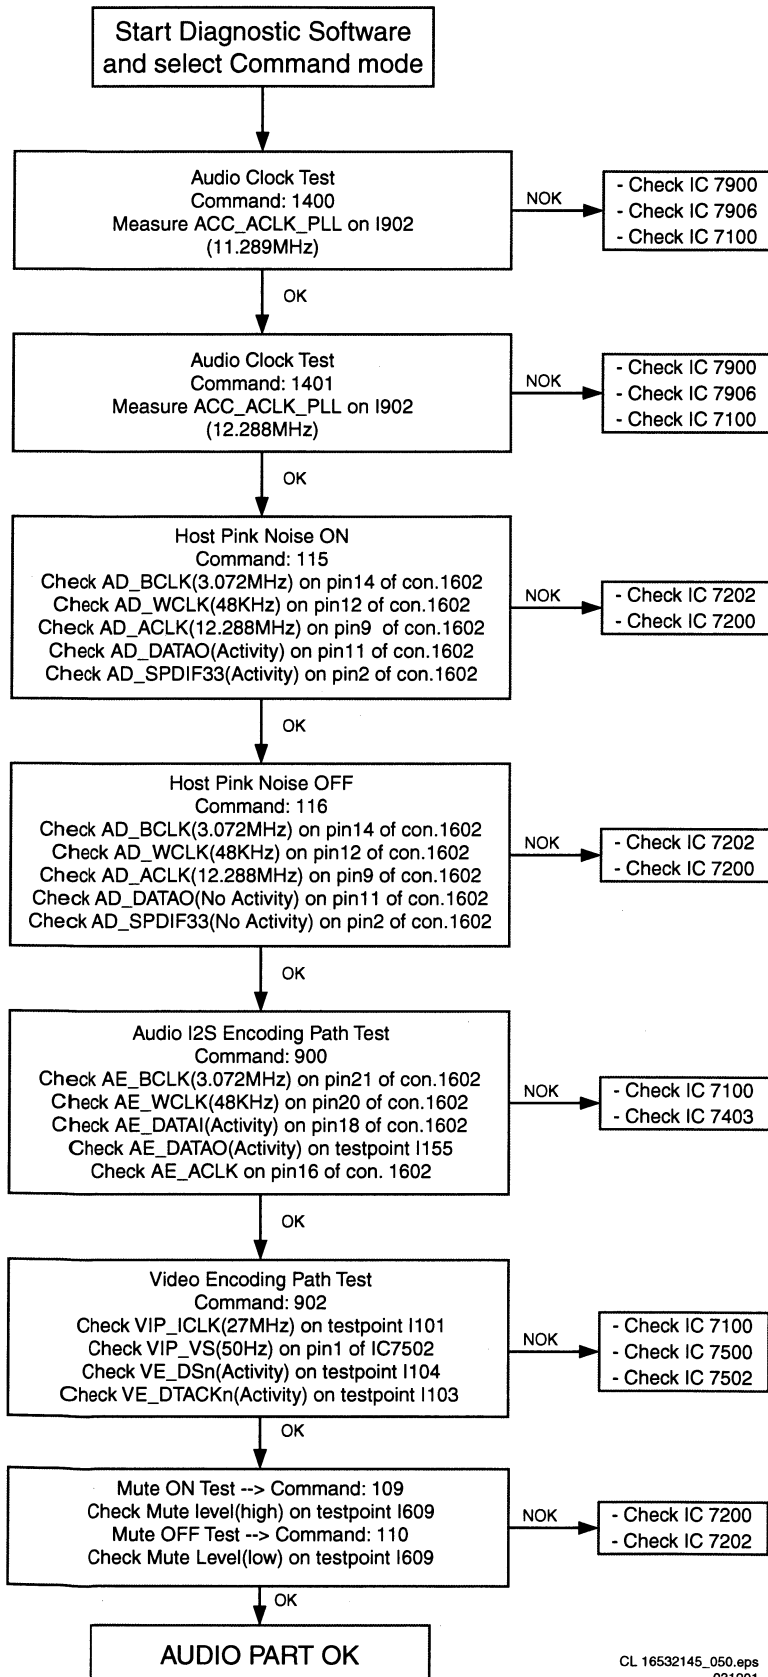 Start Diagnostic Software
and select Command mode
Audio Clock Test
Command: 1400
Measure ACC_ACLK_PLL on I902
(11.289MHz)
NOK
- Check IC 7900
- Check IC 7906
- Check IC 7100
OK
Audio Clock Test
Command: 1401
Measure ACC_ACLK_PLL on I902
(12.288MHz)
NOK
- Check IC 7900
- Check IC 7906
- Check IC 7100
OK
Host Pink Noise ON
Command: 115
Check AD_BCLK(3.072MHz) on pin14 of con.1602
Check AD_WCLK(48KHz) on pin12 of con.1602
Check AD_ACLK(12.288MHz) on pin9 of con.1602
Check AD_DATAO(Activity) on pin11 of con.1602
Check AD_SPDIF33(Activity) on pin2 of con.1602
NOK
- Check IC 7202
- Check IC 7200
OK
Host Pink Noise OFF
Command: 116
Check AD_BCLK(3.072MHz) on pin14 of con.1602
Check AD_WCLK(48KHz) on pin12 of con.1602
Check AD_ACLK(12.288MHz) on pin9 of con.1602
Check AD_DATAO(No Activity) on pin11 of con.1602
Check AD_SPDIF33(No Activity) on pin2 of con.1602
NOK
- Check IC 7202
- Check IC 7200
OK
Audio I2S Encoding Path Test
Command: 900
Check AE_BCLK(3.072MHz) on pin21 of con.1602
Check AE_WCLK(48KHz) on pin20 of con.1602
Check AE_DATAI(Activity) on pin18 of con.1602
Check AE_DATAO(Activity) on testpoint I155
Check AE_ACLK on pin16 of con. 1602
NOK
- Check IC 7100
- Check IC 7403
OK
Video Encoding Path Test
Command: 902
Check VIP_ICLK(27MHz) on testpoint I101
Check VIP_VS(50Hz) on pin1 of IC7502
Check VE_DSn(Activity) on testpoint I104
Check VE_DTACKn(Activity) on testpoint I103
NOK
- Check IC 7100
- Check IC 7500
- Check IC 7502
OK
Mute ON Test --> Command: 109
Check Mute level(high) on testpoint I609
Mute OFF Test --> Command: 110
Check Mute Level(low) on testpoint I609
NOK
- Check IC 7200
- Check IC 7202
OK
AUDIO PART OK
CL 16532145_050.eps